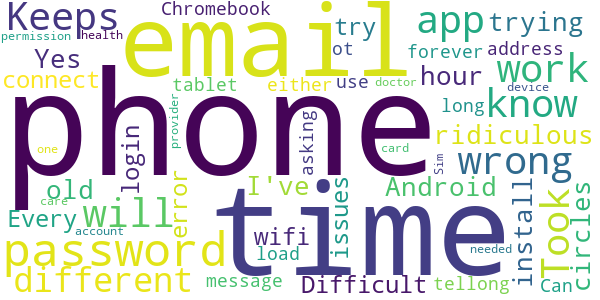 Keeps
Chromebook
permission
health
Yes
email
try
ot
app
trying
forever
address
connect
tablet
either
use
doctor
hour
work
phone
know
long
device
provider
asking
login
one
card
Sim
ridiculous
wrong
old
care
error
I've
Android
Every
will
account
wifi
time
issues
install
Took
circles
password
load
needed
different
message
Difficult
tellong
Can